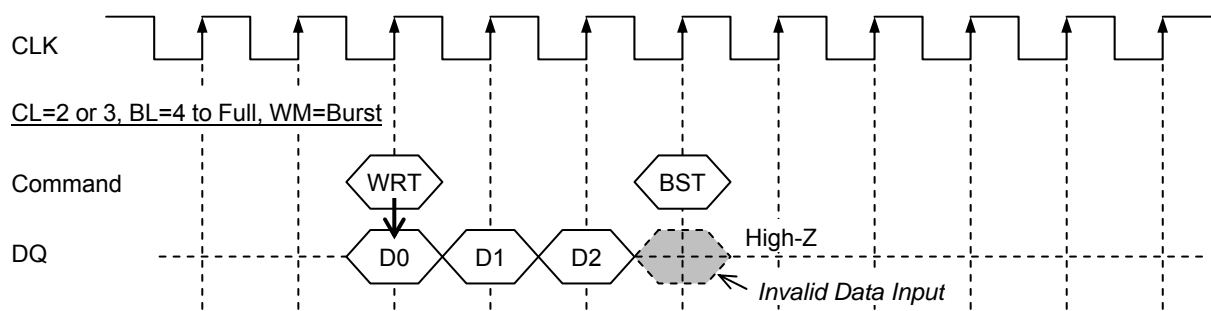 CLK
CL=2 or 3, BL=4 to Full, WM=Burst
Command WRT BST
DQ D0 D1 D2 High-Z
Invalid Data Input